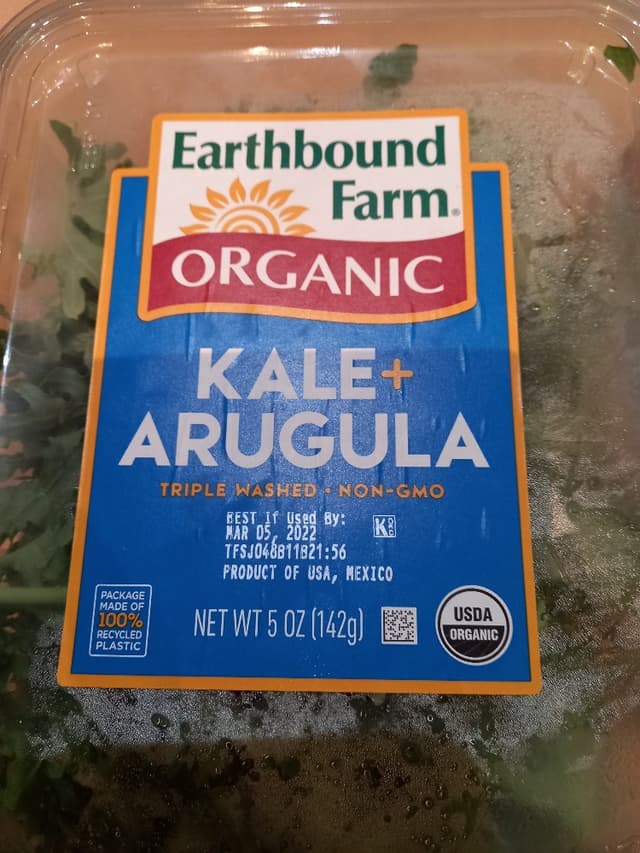 Earthbound
Farm®
ORGANIC
KALE+
ARUGULA
TRIPLE WASHED • NON-GMO
BEST If Used By:
MAR 05, 2022
TFSJ048B11B21:56
PRODUCT OF USA, MEXICO
K
PACKAGE
MADE OF
100%
RECYCLED
PLASTIC
NET WT 5 OZ (142g)
USDA
ORGANIC